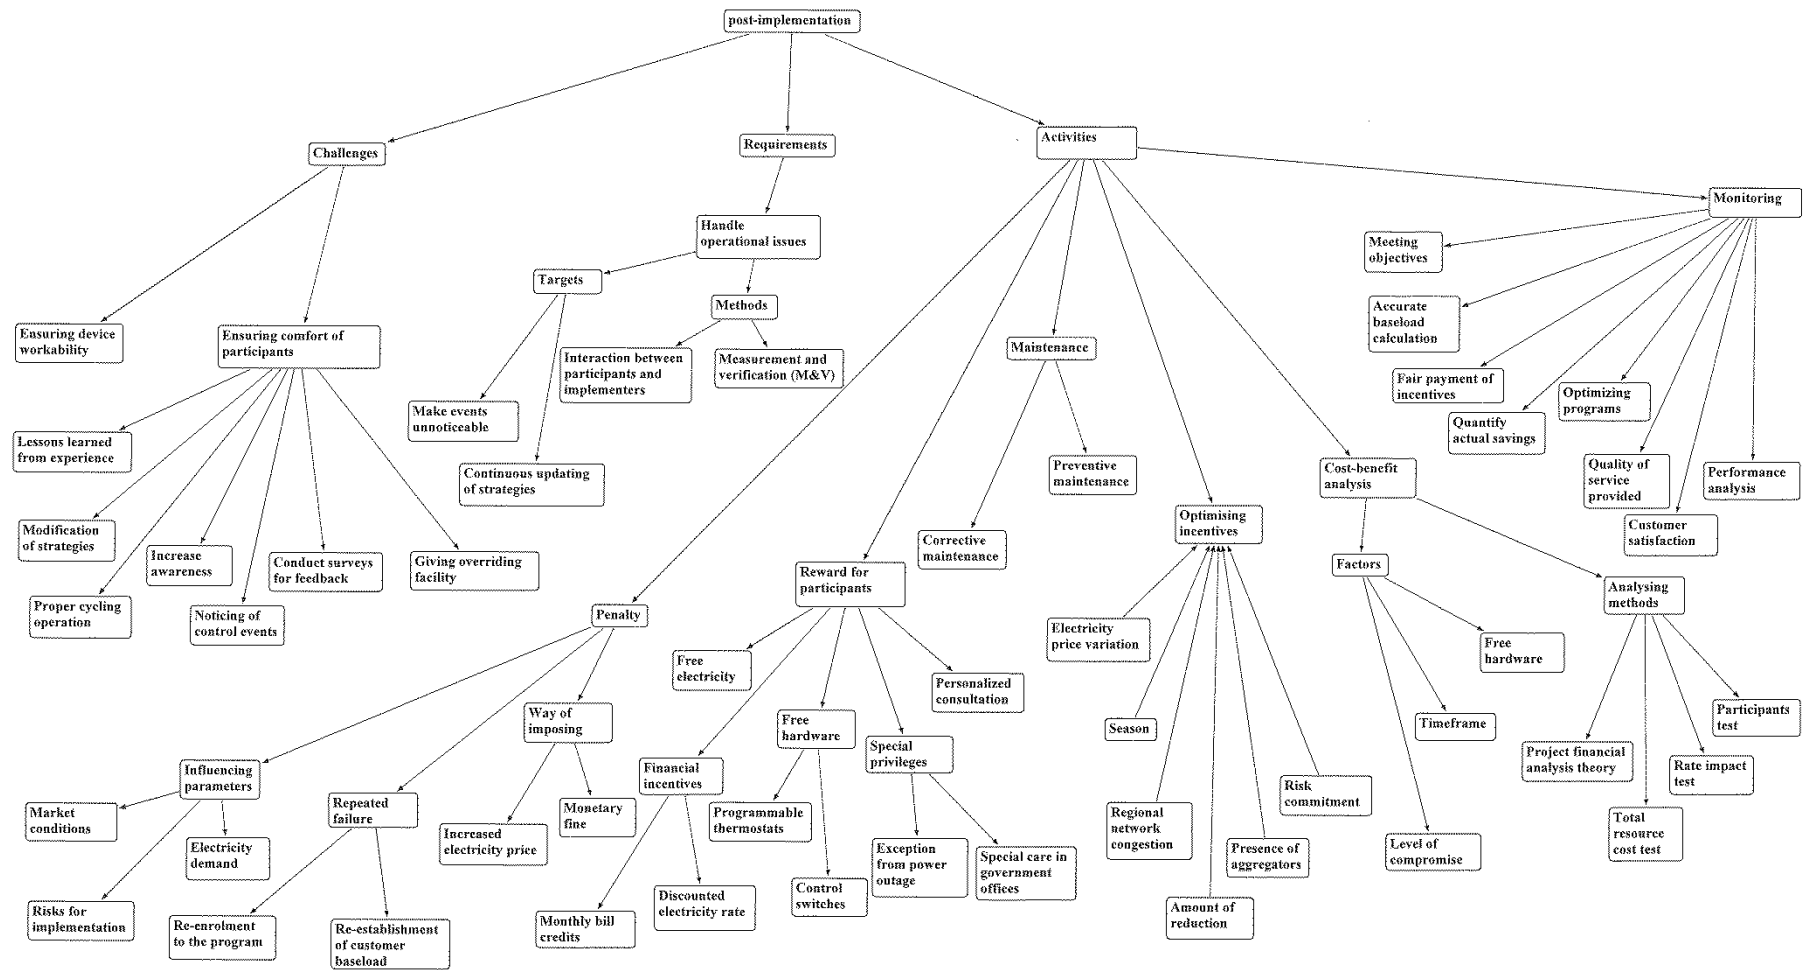 post-implementation
Challenges
Requirements
Activities
Monitoring
Handle
operational issues
Meeting
objectives
Targets
Methods
Accurate
baseload
calculation
Ensuring device
workability
Ensuring comfort of
participants
Interaction between
participants and
implementers
Measurement and
verification (M&V)
Maintenance
Fair payment of
incentives
Optimizing
programs
Make events
unnoticeable
Quantify
actual savings
Lessons learned
from experience
Continuous updating
of strategies
Preventive
maintenance
Cost-benefit
analysis
Quality of
service
provided
Performance
analysis
Modification
of strategies
Increase
awareness
Conduct surveys
for feedback
Giving overriding
facility
Corrective
maintenance
Optimising
incentives
Customer
satisfaction
Proper cycling
operation
Noticing of
control events
Penalty
Reward for
participants
Factors
Analysing
methods
Free
electricity
Personalized
consultation
Electricity
price variation
Free
hardware
Way of
imposing
Free
hardware
Special
privileges
Season
Timeframe
Participants
test
Influencing
parameters
Financial
incentives
Project financial
analysis theory
Rate impact
test
Market
conditions
Repeated
failure
Increased
electricity price
Monetary
fine
Programmable
thermostats
Regional
network
congestion
Risk
commitment
Total
resource
cost test
Electricity
demand
Exception
from power
outage
Special care in
government
offices
Presence of
aggregators
Level of
compromise
Risks for
implementation
Re-enrolment
to the program
Re-establishment
of customer
baseload
Monthly bill
credits
Discounted
electricity rate
Control
switches
Amount of
reduction